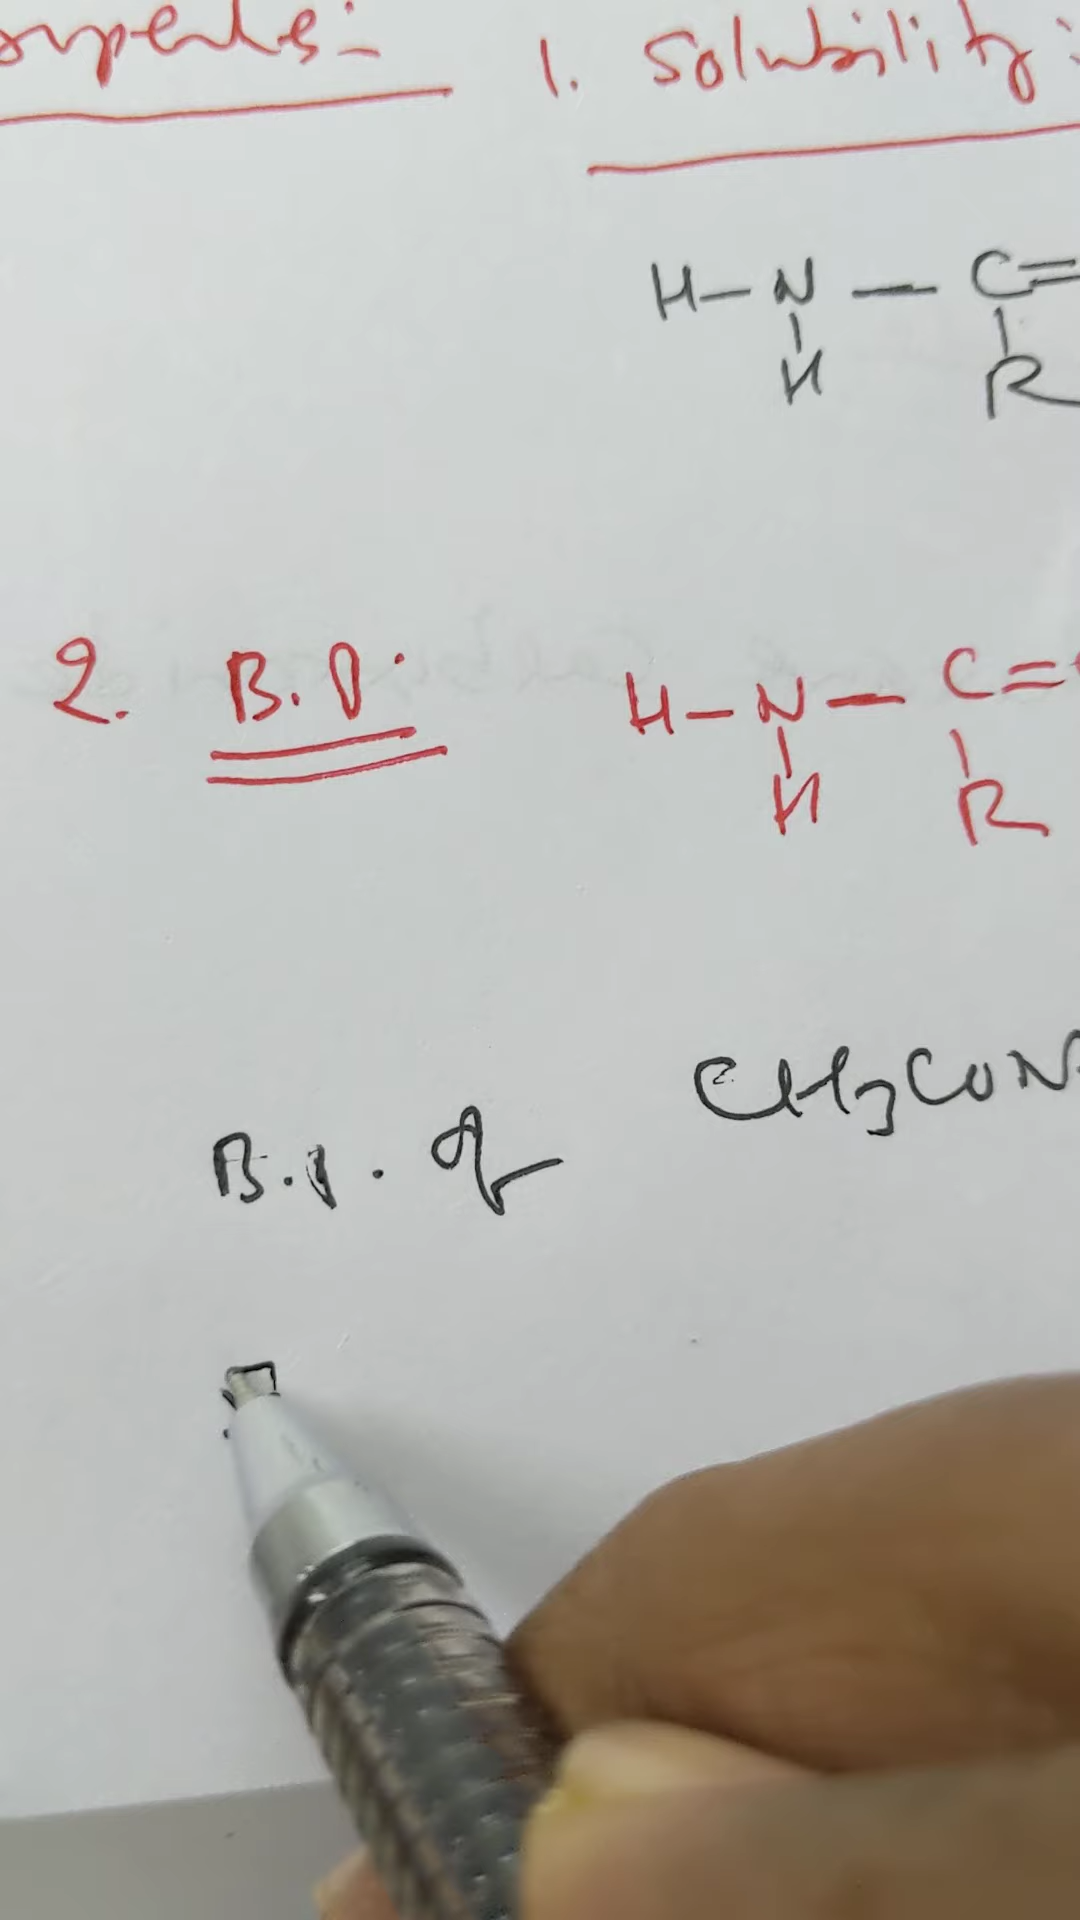 1. Solubility:
H-N-C=
H
R
2. B.P.
H-N-C=
H
R
CH3CON
B.P. of